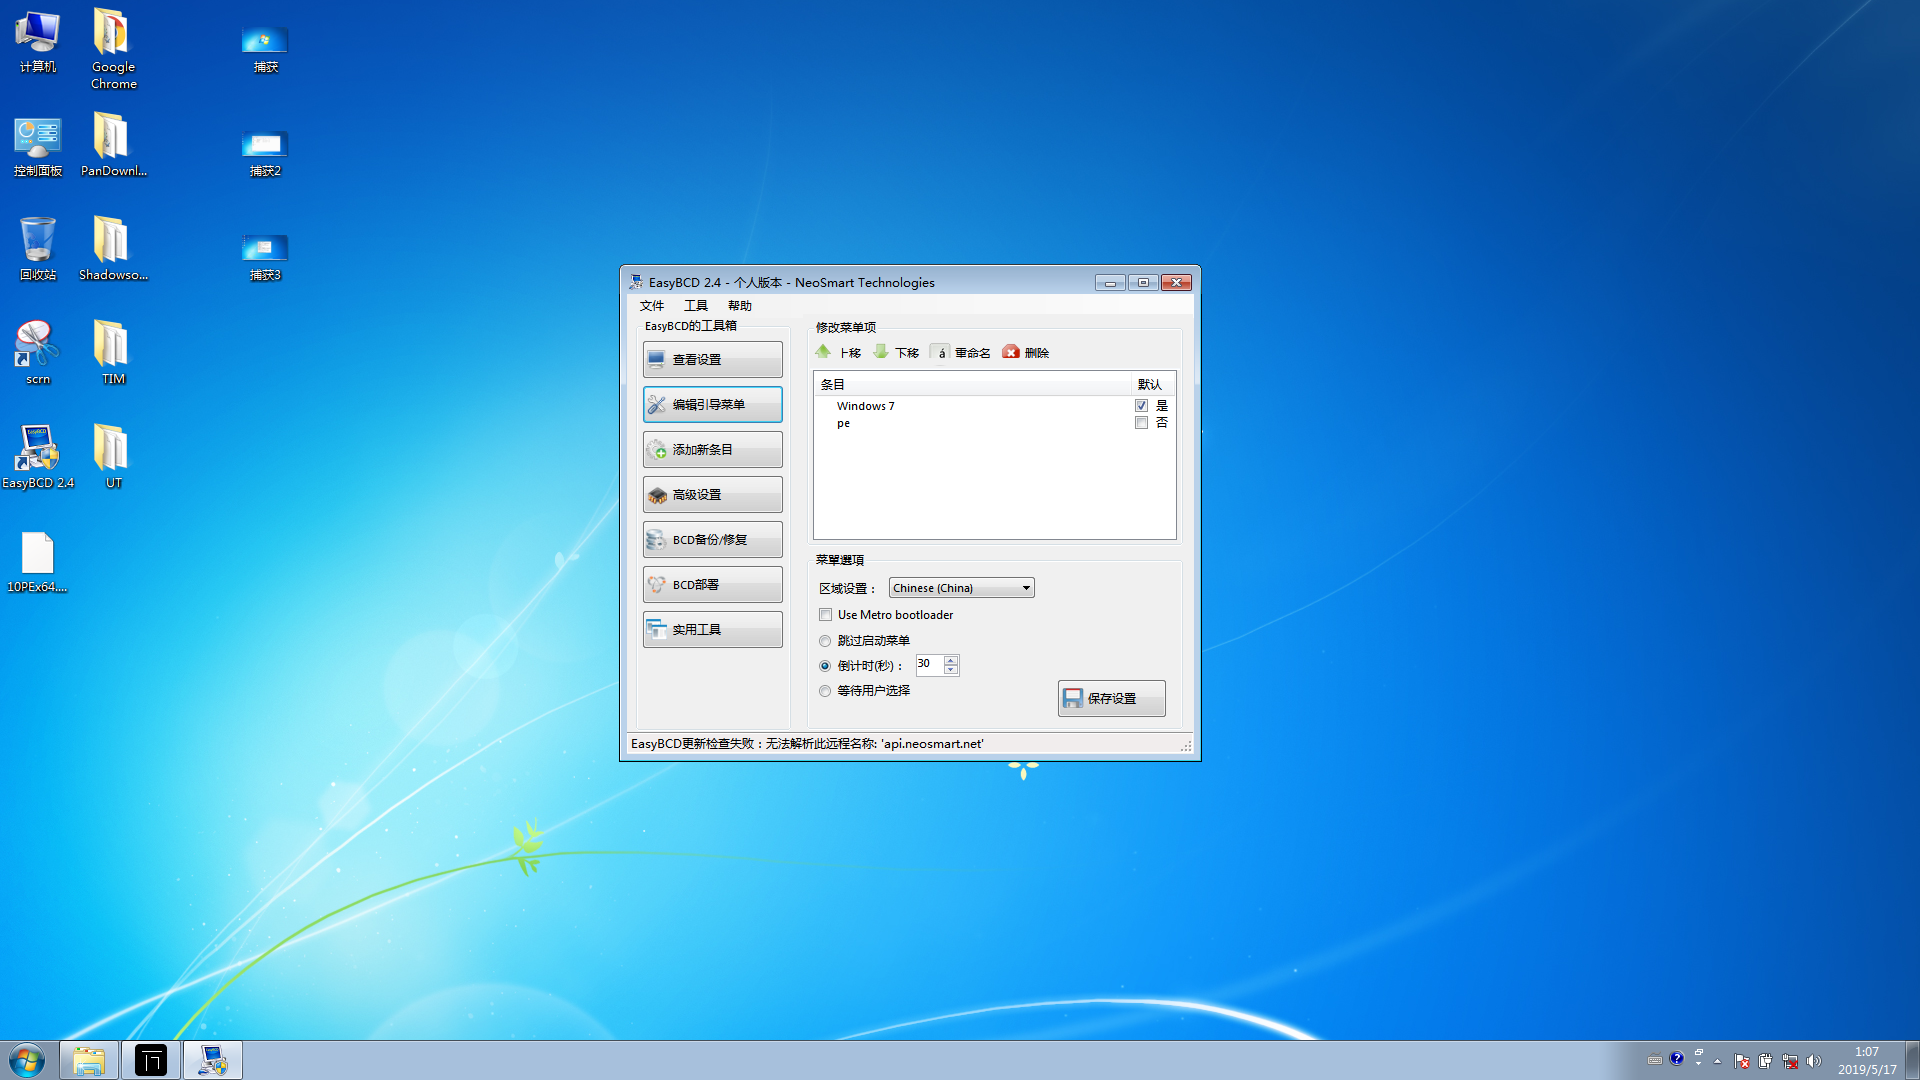 计算机
Google
Chrome
捕获
控制面板
PanDownl...
捕获2
回收站
Shadowso...
捕获3
scrn
TIM
EasyBCD 2.4
UT
10PEx64....
EasyBCD 2.4 - 个人版本 - NeoSmart Technologies
文件 工具 帮助
EasyBCD的工具箱
查看设置
编辑引导菜单
添加新条目
高级设置
BCD备份/修复
BCD部署
实用工具
修改菜单项
上移 下移 á 重命名 删除
条目 默认
Windows 7 是
pe 否
菜單選項
区域设置： Chinese (China)
Use Metro bootloader
跳过启动菜单
倒计时(秒)： 30
等待用户选择
保存设置
EasyBCD更新检查失败：无法解析此远程名称: 'api.neosmart.net'
1:07
2019/5/17